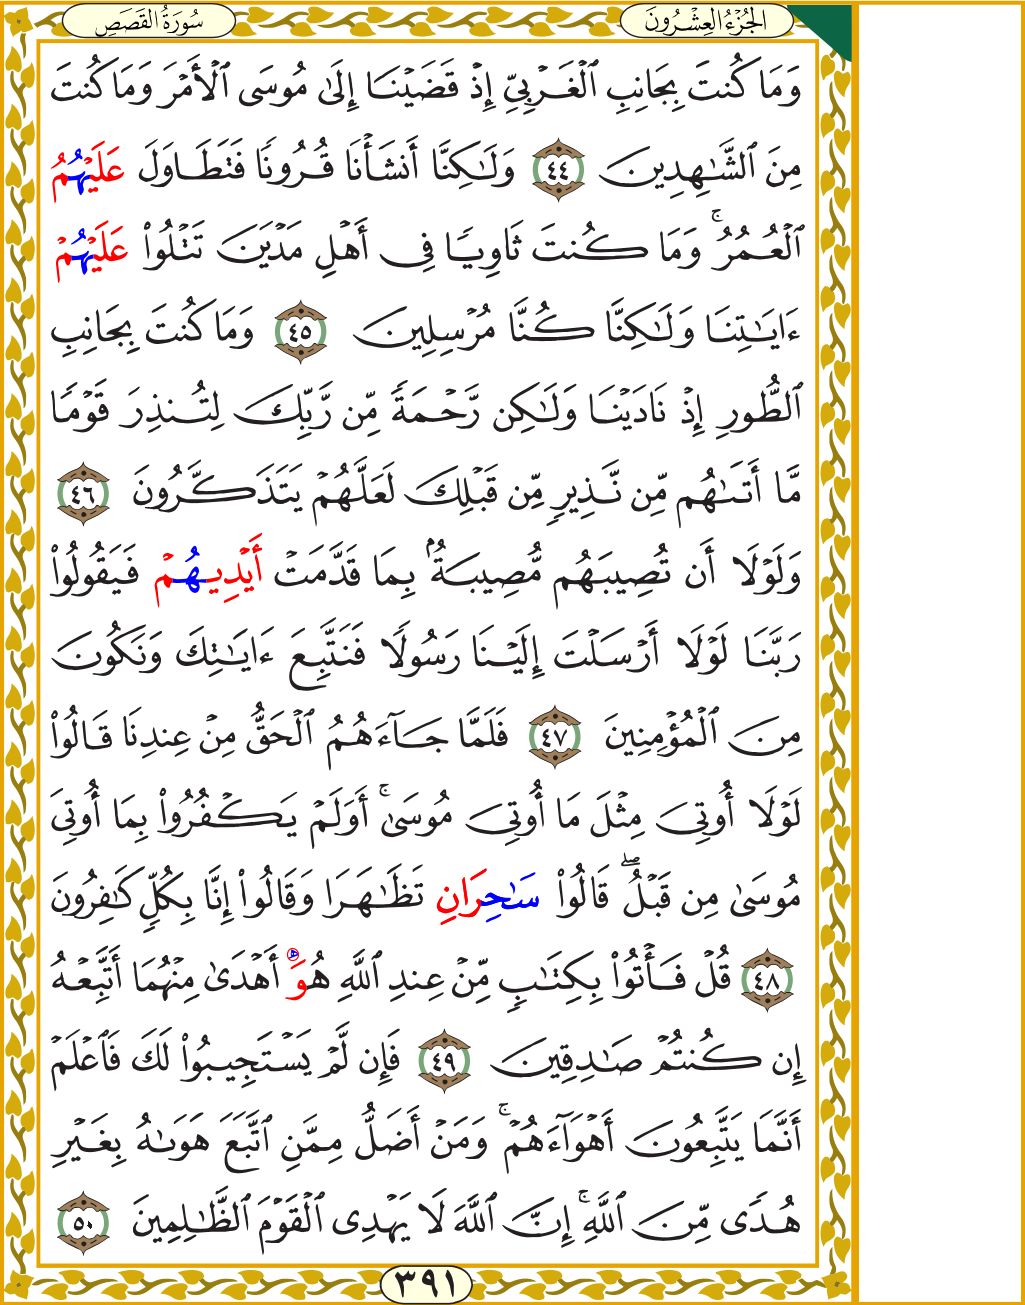 سُورَةُ القَصَصِ
الجُزْءُ العِشْرُونَ
وَمَا كُنتَ بِجَانِبِ ٱلْغَرْبِىِّ إِذْ قَضَيْنَا إِلَىٰ مُوسَى ٱلْأَمْرَ وَمَا كُنتَ
مِنَ ٱلشَّـٰهِدِينَ ٤٤ وَلَـٰكِنَّا أَنشَأْنَا قُرُونًا فَتَطَاوَلَ عَلَيْهُمُ
ٱلْعُمُرُ ۚ وَمَا كُنتَ ثَاوِيًا فِى أَهْلِ مَدْيَنَ تَتْلُوا۟ عَلَيْهُمْ
ءَايَـٰتِنَا وَلَـٰكِنَّا كُنَّا مُرْسِلِينَ ٤٥ وَمَا كُنتَ بِجَانِبِ
ٱلطُّورِ إِذْ نَادَيْنَا وَلَـٰكِن رَّحْمَةً مِّن رَّبِّكَ لِتُنذِرَ قَوْمًا
مَّا أَتَىٰهُم مِّن نَّذِيرٍ مِّن قَبْلِكَ لَعَلَّهُمْ يَتَذَكَّرُونَ ٤٦
وَلَوْلَا أَن تُصِيبَهُم مُّصِيبَةٌۢ بِمَا قَدَّمَتْ أَيْدِيهُمْ فَيَقُولُوا۟
رَبَّنَا لَوْلَا أَرْسَلْتَ إِلَيْنَا رَسُولًا فَنَتَّبِعَ ءَايَـٰتِكَ وَنَكُونَ
مِنَ ٱلْمُؤْمِنِينَ ٤٧ فَلَمَّا جَآءَهُمُ ٱلْحَقُّ مِنْ عِندِنَا قَالُوا۟
لَوْلَا أُوتِىَ مِثْلَ مَا أُوتِىَ مُوسَىٰ ۚ أَوَلَمْ يَكْفُرُوا۟ بِمَا أُوتِىَ
مُوسَىٰ مِن قَبْلُ ۖ قَالُوا۟ سَـٰحِرَانِ تَظَـٰهَرَا وَقَالُوا۟ إِنَّا بِكُلٍّ كَـٰفِرُونَ
٤٨ قُلْ فَأْتُوا۟ بِكِتَـٰبٍ مِّنْ عِندِ ٱللَّهِ هُوَ أَهْدَىٰ مِنْهُمَا أَتَّبِعْهُ
إِن كُنتُمْ صَـٰدِقِينَ ٤٩ فَإِن لَّمْ يَسْتَجِيبُوا۟ لَكَ فَٱعْلَمْ
أَنَّمَا يَتَّبِعُونَ أَهْوَآءَهُمْ ۚ وَمَنْ أَضَلُّ مِمَّنِ ٱتَّبَعَ هَوَىٰهُ بِغَيْرِ
هُدًى مِّنَ ٱللَّهِ ۚ إِنَّ ٱللَّهَ لَا يَهْدِى ٱلْقَوْمَ ٱلظَّـٰلِمِينَ ٥٠
٣٩١